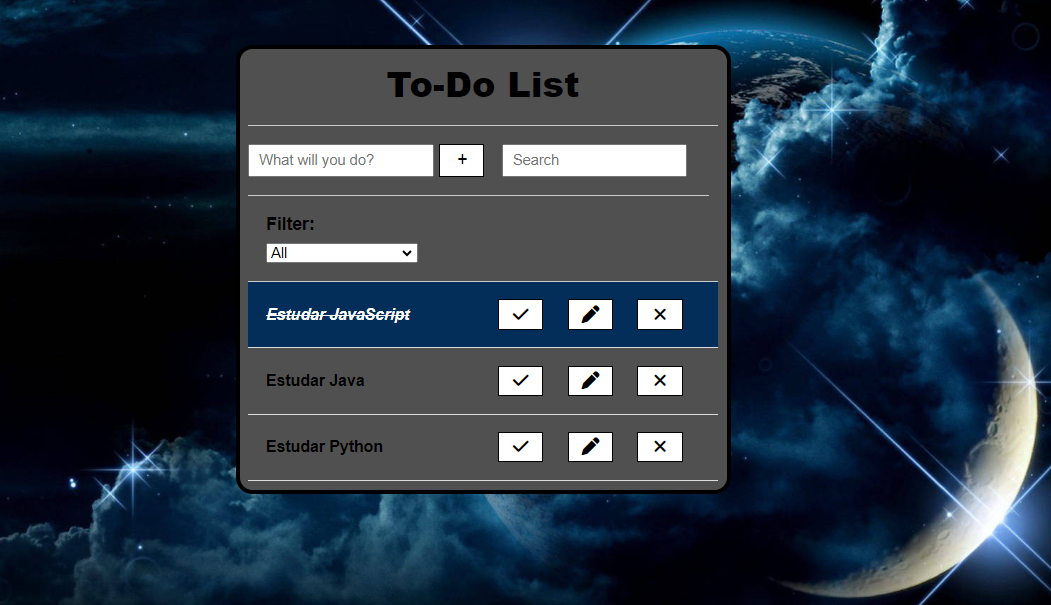 To-Do List
What will you do? + Search
Filter:
All
Estudar JavaScript
Estudar Java
Estudar Python